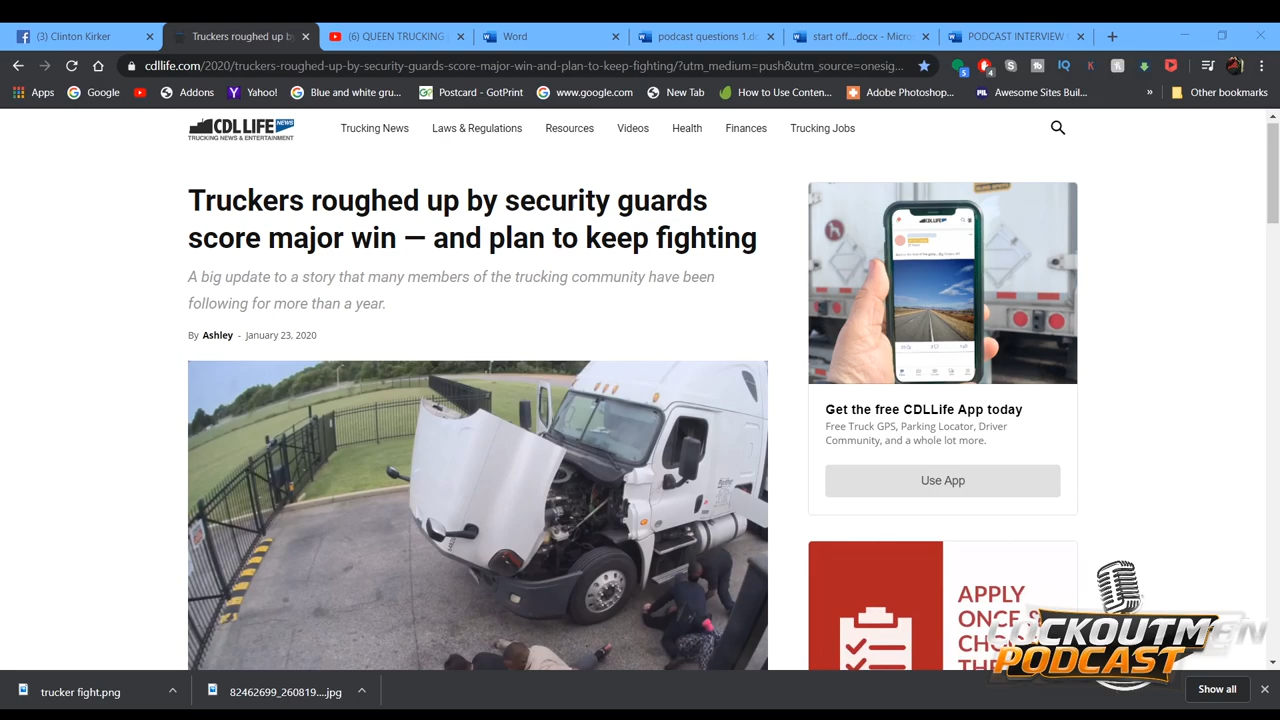 (3) Clinton Kirker
Truckers roughed up b
(6) QUEEN TRUCKING
Word
podcast questions 1.d
start off....docx - Micros
PODCAST INTERVIEW
cdllife.com/2020/truckers-roughed-up-by-security-guards-score-major-win-and-plan-to-keep-fighting/?utm_medium=push&utm_source=onesig...
5
4
Apps
Google
Addons
Yahoo!
Blue and white gru...
Postcard - GotPrint
www.google.com
New Tab
How to Use Conten...
Adobe Photoshop...
Awesome Sites Buil...
»
Other bookmarks
CDL LIFE NEWS
TRUCKING NEWS & ENTERTAINMENT
Trucking News
Laws & Regulations
Resources
Videos
Health
Finances
Trucking Jobs
Truckers roughed up by security guards
score major win — and plan to keep fighting
A big update to a story that many members of the trucking community have been
following for more than a year.
By Ashley - January 23, 2020
Get the free CDLLife App today
Free Truck GPS, Parking Locator, Driver
Community, and a whole lot more.
Use App
APPLY
ONCE &
CHO
THE
LOCKOUTMEN
PODCAST
trucker fight.png
82462699_260819....jpg
Show all